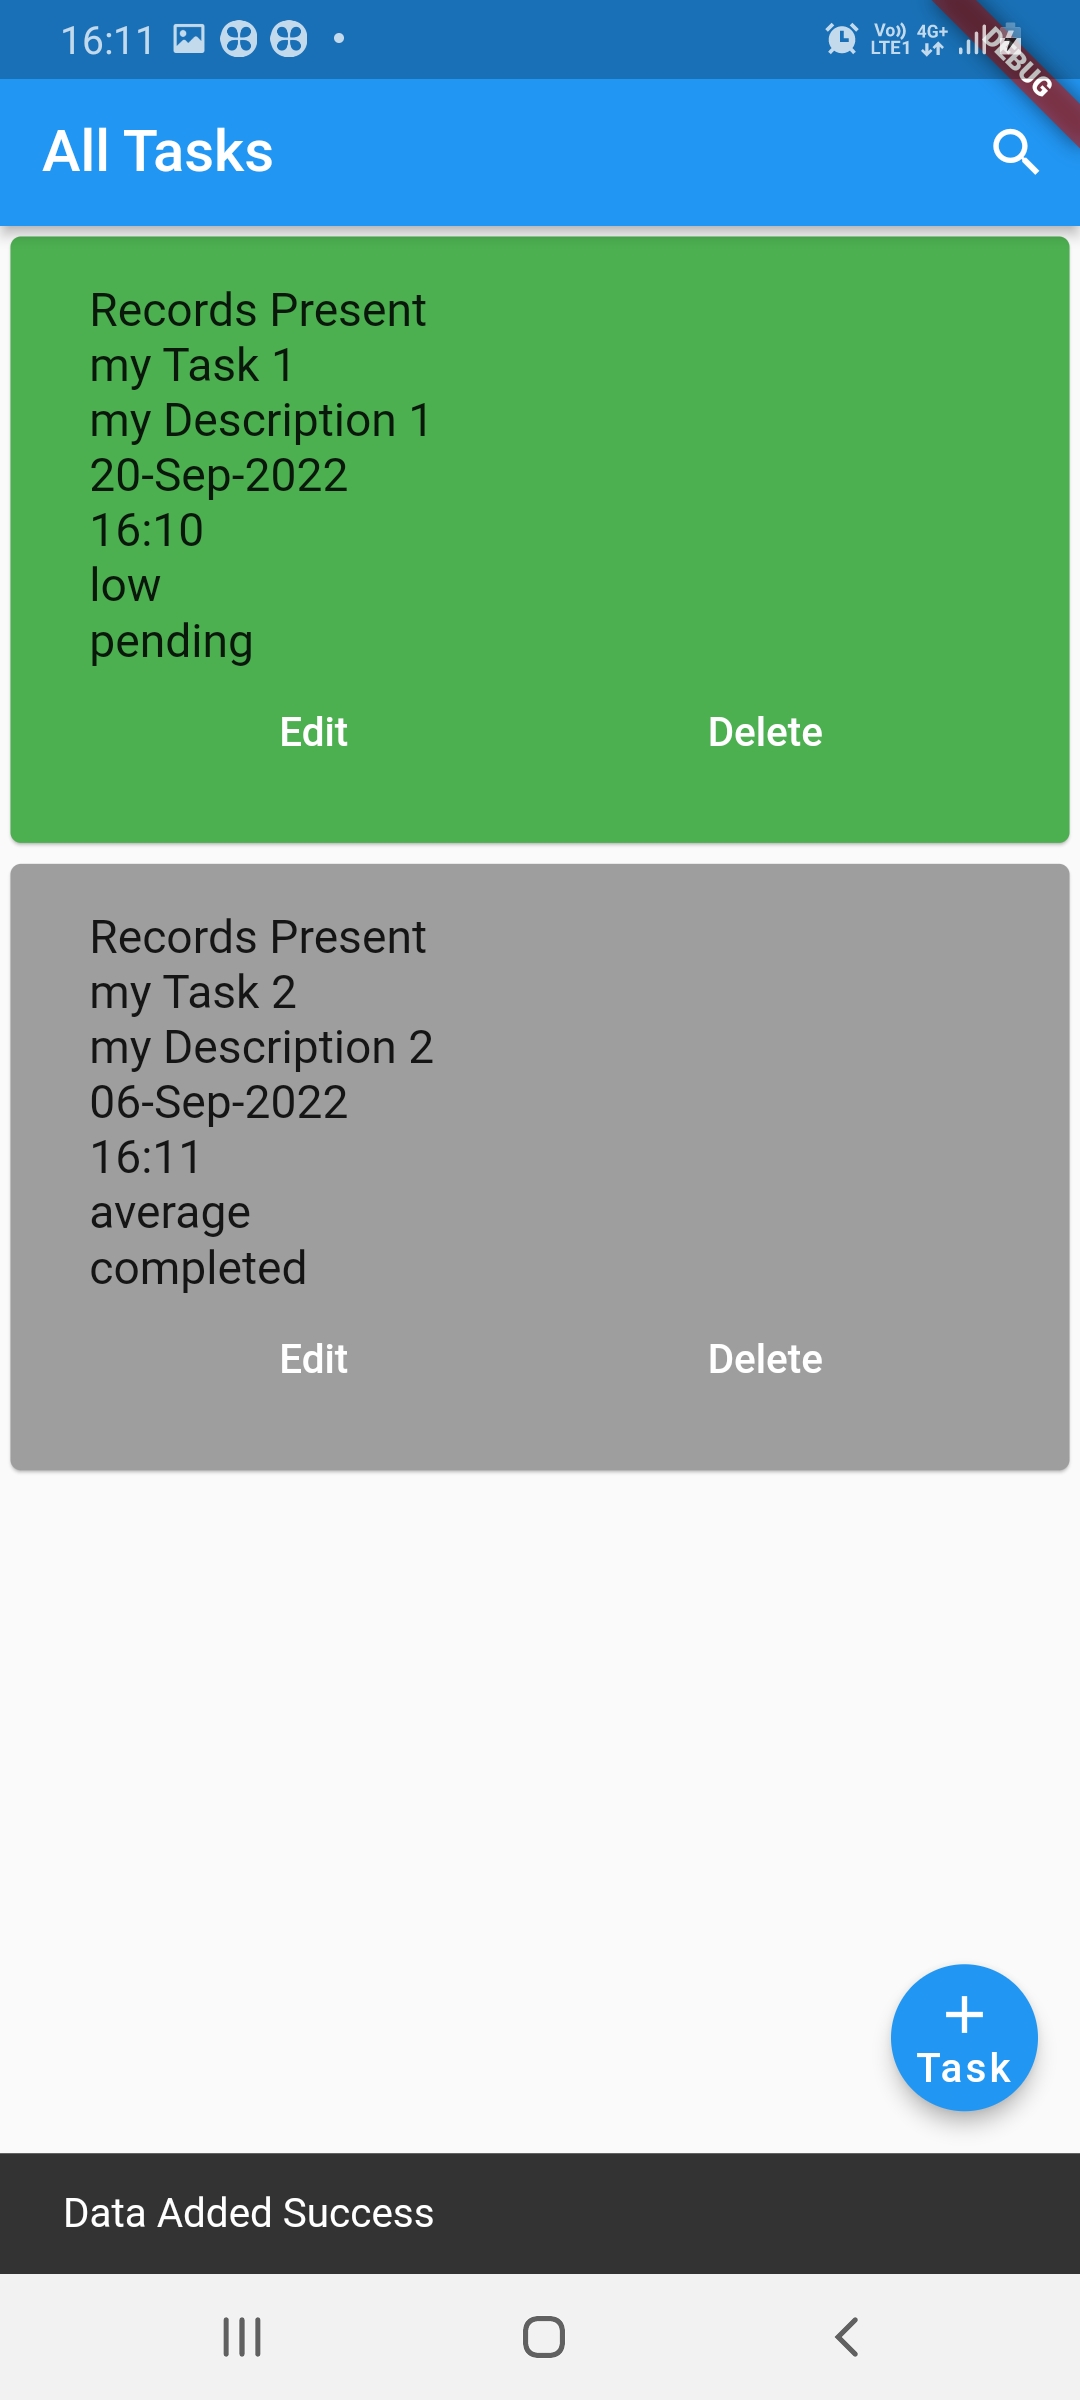 16:11
Vo)) 4G+
LTE1
DEBUG
All Tasks
Records Present
my Task 1
my Description 1
20-Sep-2022
16:10
low
pending
Edit Delete
Records Present
my Task 2
my Description 2
06-Sep-2022
16:11
average
completed
Edit Delete
+
Task
Data Added Success